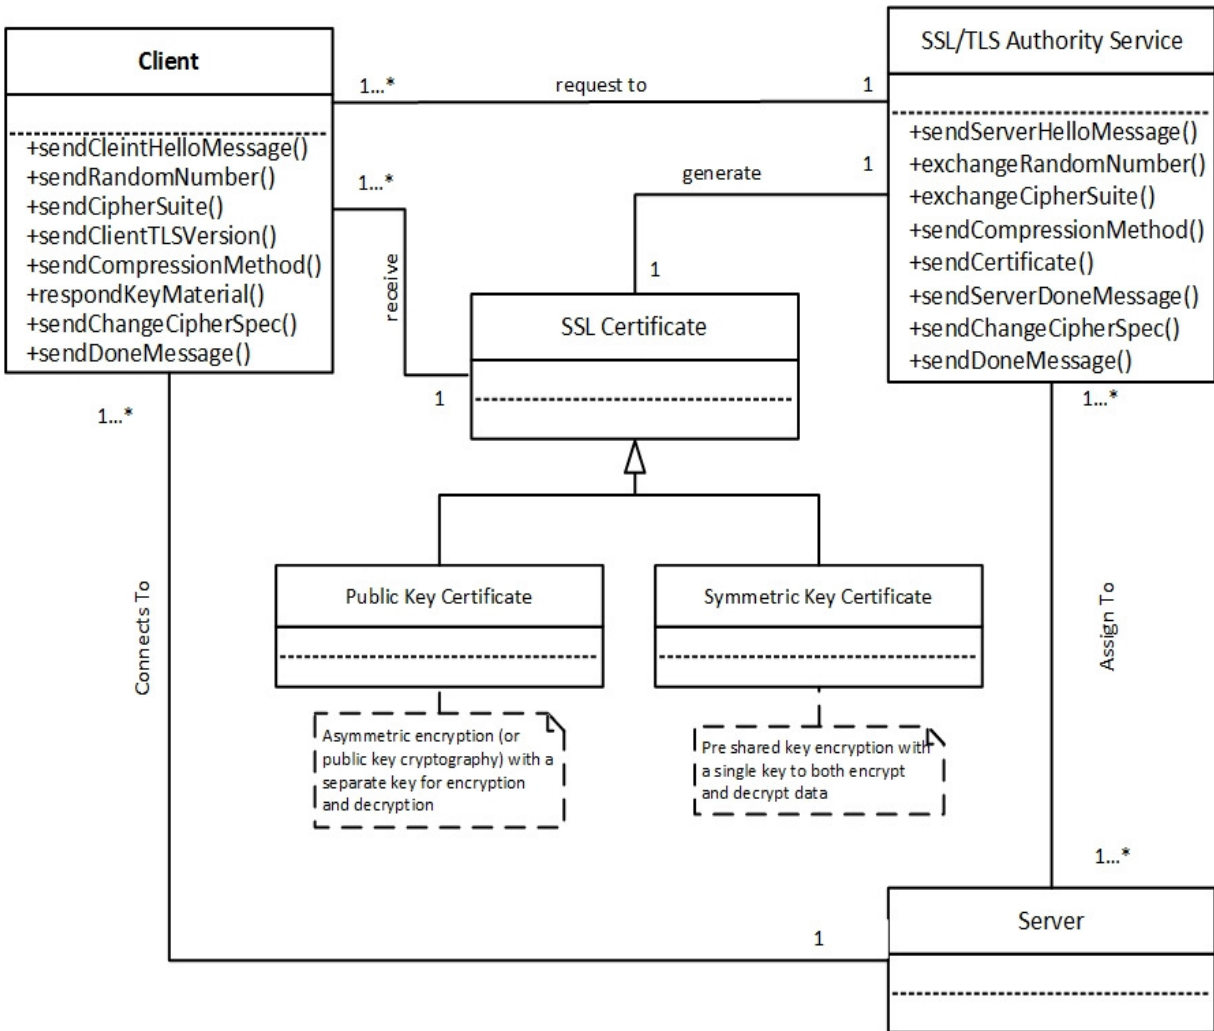 Client
+sendCleintHelloMessage()
+sendRandomNumber()
+sendCipherSuite()
+sendClientTLSVersion()
+sendCompressionMethod()
+respondKeyMaterial()
+sendChangeCipherSpec()
+sendDoneMessage()
1...*
request to
1
SSL/TLS Authority Service
+sendServerHelloMessage()
+exchangeRandomNumber()
+exchangeCipherSuite()
+sendCompressionMethod()
+sendCertificate()
+sendServerDoneMessage()
+sendChangeCipherSpec()
+sendDoneMessage()
1...*
receive
1
generate
1
1
SSL Certificate
1...*
1...*
Public Key Certificate
Symmetric Key Certificate
Connects To
Assign To
Asymmetric encryption (or
public key cryptography) with a
separate key for encryption
and decryption
Pre shared key encryption with
a single key to both encrypt
and decrypt data
1...*
1
Server